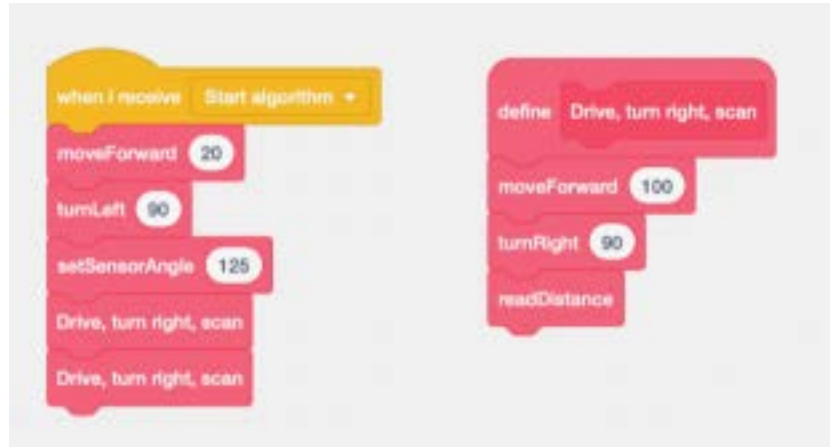 when I receive Start algorithm
moveForward 20
turnLeft 90
setSensorAngle 125
Drive, turn right, scan
Drive, turn right, scan
define Drive, turn right, scan
moveForward 100
turnRight 90
readDistance